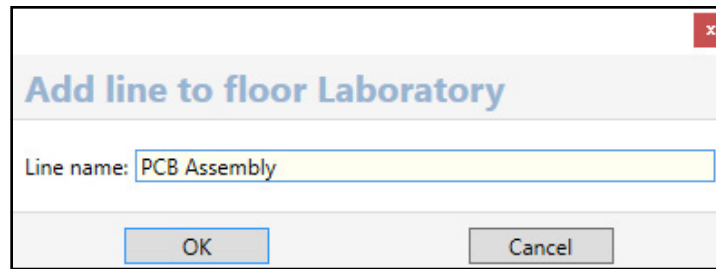 x
Add line to floor Laboratory
Line name: PCB Assembly
OK Cancel